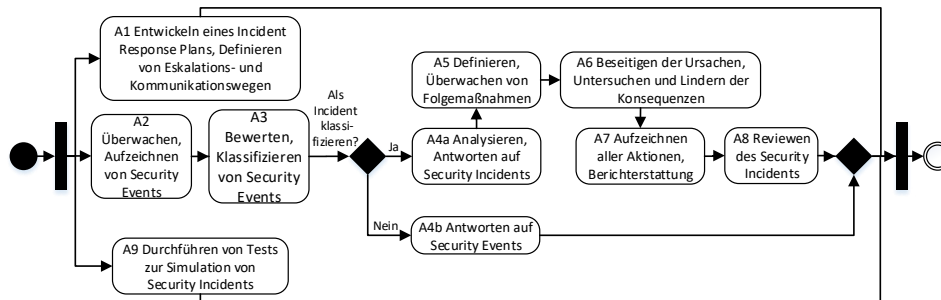 A1 Entwickeln eines Incident
Response Plans, Definieren
von Eskalations- und
Kommunikationswegen
A2
Überwachen,
Aufzeichnen
von Security
Events
A3
Bewerten,
Klassifizieren
von Security
Events
Als
Incident
klassi-
fizieren?
Ja
Nein
A4a Analysieren,
Antworten auf
Security Incidents
A5 Definieren,
Überwachen von
Folgemaßnahmen
A6 Beseitigen der Ursachen,
Untersuchen und Lindern der
Konsequenzen
A7 Aufzeichnen
aller Aktionen,
Berichterstattung
A8 Reviewen
des Security
Incidents
A4b Antworten auf
Security Events
A9 Durchführen von Tests
zur Simulation von
Security Incidents